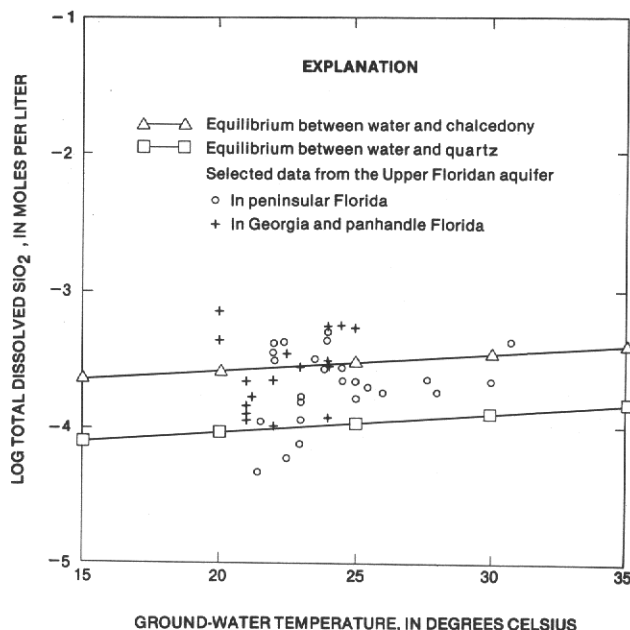 −1
−2
−3
−4
−5
LOG TOTAL DISSOLVED SiO2 , IN MOLES PER LITER
EXPLANATION
Equilibrium between water and chalcedony
Equilibrium between water and quartz
Selected data from the Upper Floridan aquifer
In peninsular Florida
In Georgia and panhandle Florida
15 20 25 30 35
GROUND-WATER TEMPERATURE, IN DEGREES CELSIUS